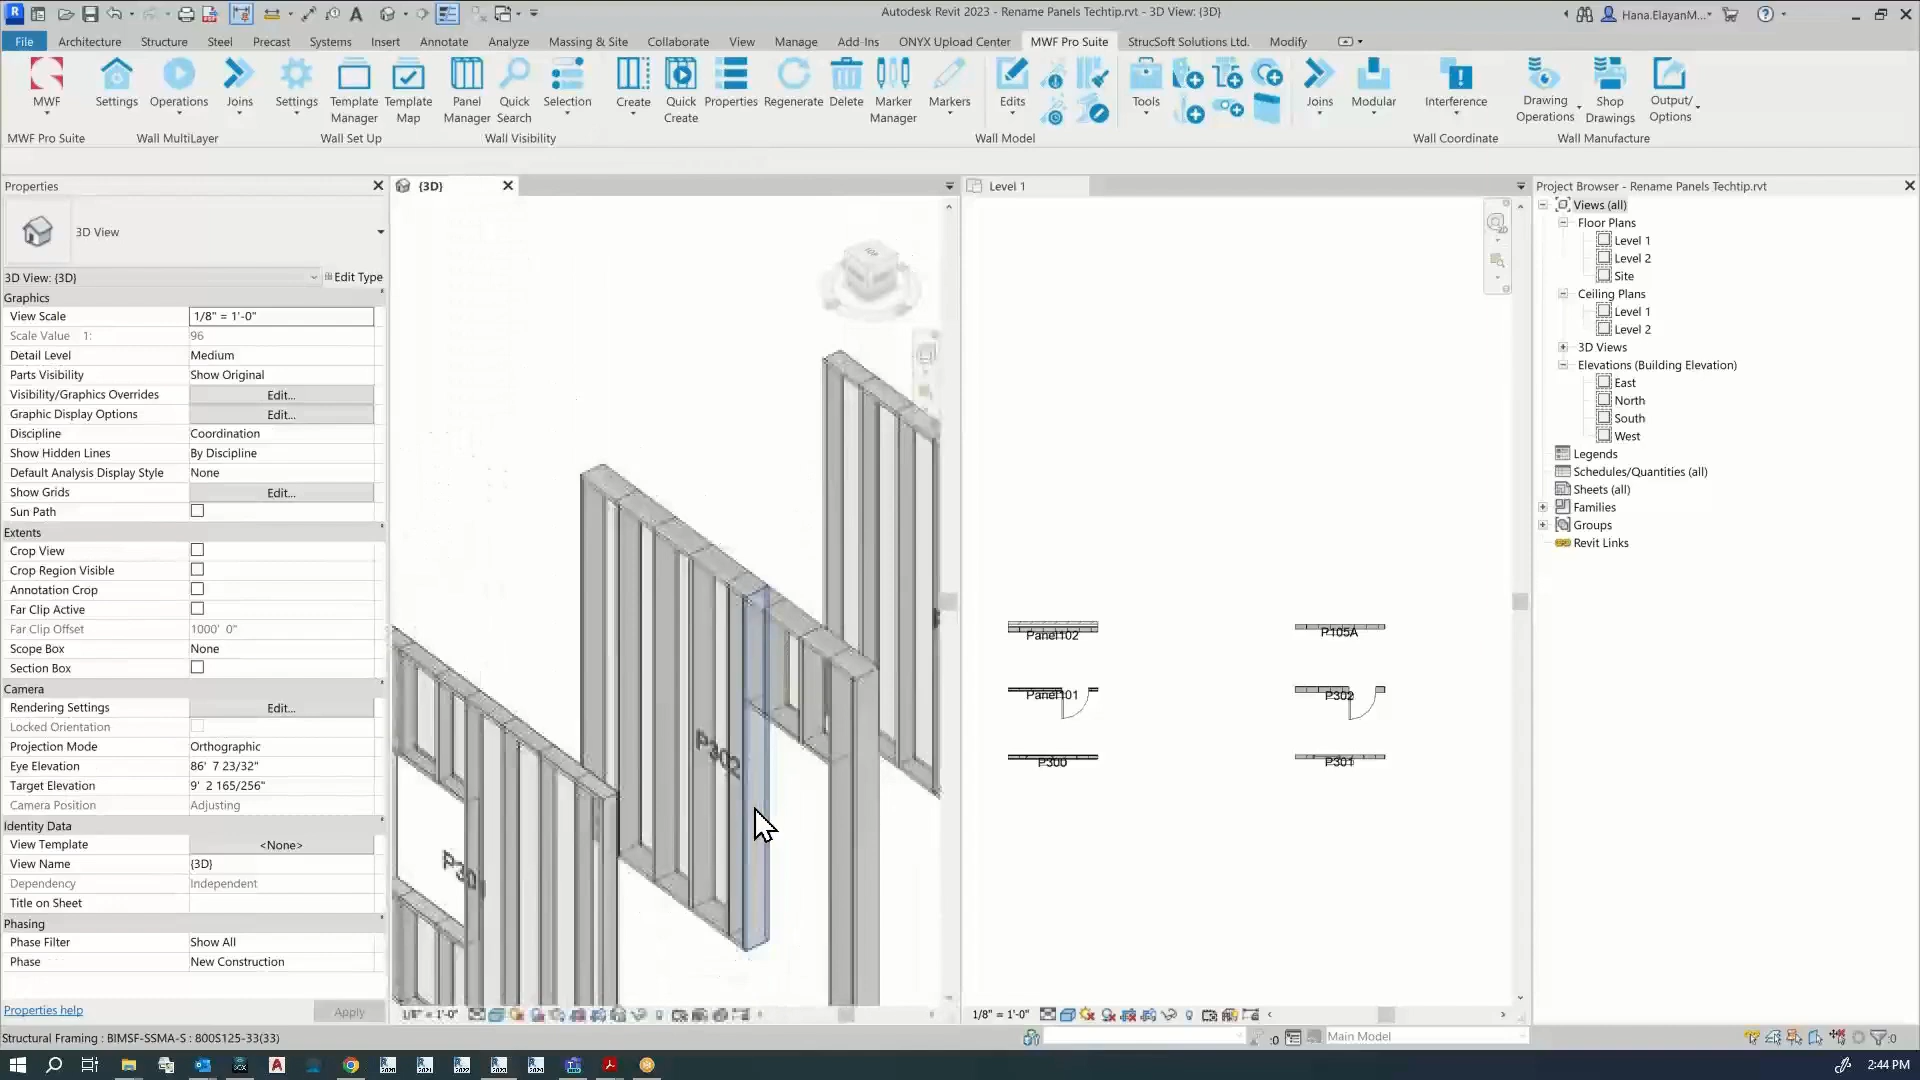 Autodesk Revit 2023 - Rename Panels Techtip.rvt - 3D View: {3D}
Hana.ElayanM...
File Architecture Structure Steel Precast Systems Insert Annotate Analyze Massing & Site Collaborate View Manage Add-Ins ONYX Upload Center MWF Pro Suite StrucSoft Solutions Ltd. Modify
MWF Settings Operations Joins Settings Template Manager Template Map Panel Manager Quick Search Selection Create Quick Create Properties Regenerate Delete Marker Manager Markers Edits Tools Joins Modular Interference Drawing Operations Shop Drawings Output/ Options
MWF Pro Suite Wall MultiLayer Wall Set Up Wall Visibility Wall Model Wall Coordinate Wall Manufacture
Properties
3D View
3D View: {3D} Edit Type
Graphics
View Scale 1/8" = 1'-0"
Scale Value 1: 96
Detail Level Medium
Parts Visibility Show Original
Visibility/Graphics Overrides Edit...
Graphic Display Options Edit...
Discipline Coordination
Show Hidden Lines By Discipline
Default Analysis Display Style None
Show Grids Edit...
Sun Path
Extents
Crop View
Crop Region Visible
Annotation Crop
Far Clip Active
Far Clip Offset 1000' 0"
Scope Box None
Section Box
Camera
Rendering Settings Edit...
Locked Orientation
Projection Mode Orthographic
Eye Elevation 86' 7 23/32"
Target Elevation 9' 2 165/256"
Camera Position Adjusting
Identity Data
View Template <None>
View Name {3D}
Dependency Independent
Title on Sheet
Phasing
Phase Filter Show All
Phase New Construction
Properties help Apply
{3D}
TOP
P302
P301
1/8" = 1'-0"
Level 1
Panel102 P105A
Panel101 P302
P300 P301
1/8" = 1'-0"
Project Browser - Rename Panels Techtip.rvt
Views (all)
Floor Plans
Level 1
Level 2
Site
Ceiling Plans
Level 1
Level 2
3D Views
Elevations (Building Elevation)
East
North
South
West
Legends
Schedules/Quantities (all)
Sheets (all)
Families
Groups
Revit Links
Structural Framing : BIMSF-SSMA-S : 800S125-33(33) :0 Main Model :0
2:44 PM